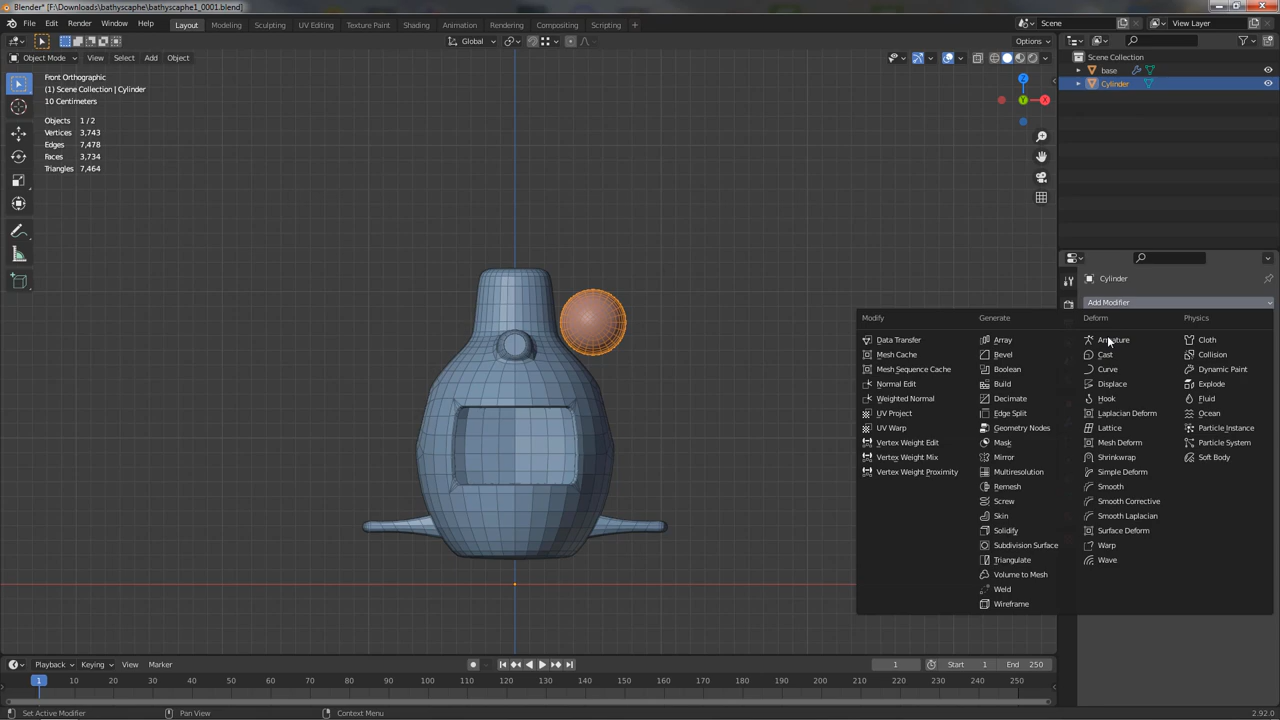 Blender* [F:\Downloads\bathyscaphe\bathyscaphe1_0001.blend]
File Edit Render Window Help Layout Modeling Sculpting UV Editing Texture Paint Shading Animation Rendering Compositing Scripting + Scene View Layer
Global Options
Object Mode View Select Add Object
Front Orthographic
(1) Scene Collection | Cylinder
10 Centimeters
Objects 1 / 2
Vertices 3,743
Edges 7,478
Faces 3,734
Triangles 7,464
Z
Y
X
Scene Collection
base
Cylinder
Cylinder
Add Modifier
Modify
Data Transfer
Mesh Cache
Mesh Sequence Cache
Normal Edit
Weighted Normal
UV Project
UV Warp
Vertex Weight Edit
Vertex Weight Mix
Vertex Weight Proximity
Generate
Array
Bevel
Boolean
Build
Decimate
Edge Split
Geometry Nodes
Mask
Mirror
Multiresolution
Remesh
Screw
Skin
Solidify
Subdivision Surface
Triangulate
Volume to Mesh
Weld
Wireframe
Deform
Armature
Cast
Curve
Displace
Hook
Laplacian Deform
Lattice
Mesh Deform
Shrinkwrap
Simple Deform
Smooth
Smooth Corrective
Smooth Laplacian
Surface Deform
Warp
Wave
Physics
Cloth
Collision
Dynamic Paint
Explode
Fluid
Ocean
Particle Instance
Particle System
Soft Body
Playback Keying View Marker 1 Start 1 End 250
1 10 20 30 40 50 60 70 80 90 100 110 120 130 140 150 160 170 180 190 200 210 220 230 240 250
Set Active Modifier Pan View Context Menu 2.92.0